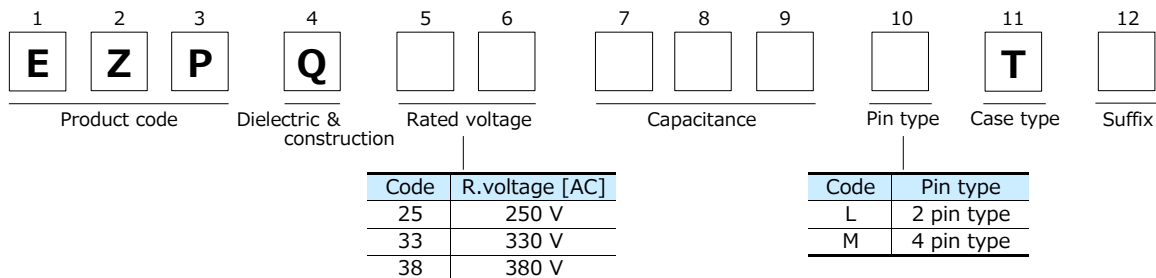 1 2 3 4 5 6 7 8 9 10 11 12
E Z P Q T
Product code Dielectric & construction Rated voltage Capacitance Pin type Case type Suffix
Code R.voltage [AC]
25 250 V
33 330 V
38 380 V
Code Pin type
L 2 pin type
M 4 pin type